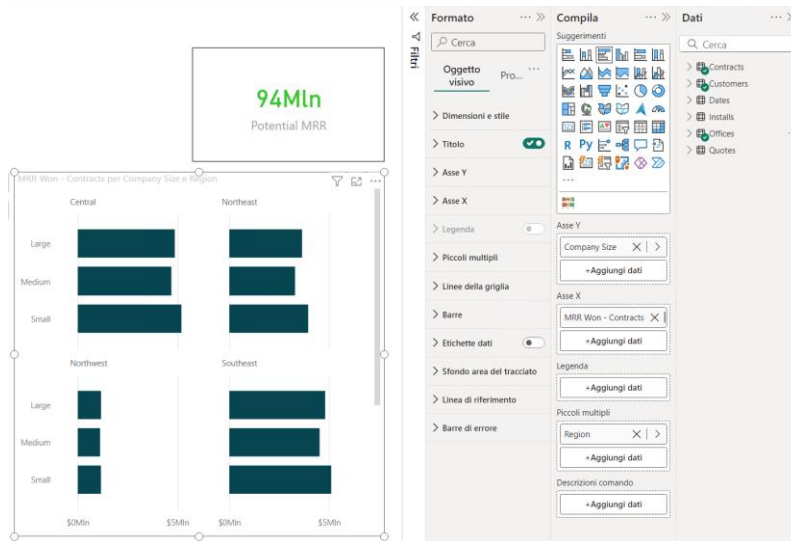 94Mln
Potential MRR
MRR Won - Contracts per Company Size e Region
Central
Northeast
Large
Medium
Small
Northwest
Southeast
Large
Medium
Small
$0Mln
$5Mln
$0Mln
$5Mln
Filtri
Formato
Cerca
Oggetto visivo
Pro...
Dimensioni e stile
Titolo
Asse Y
Asse X
Legenda
Piccoli multipli
Linee della griglia
Barre
Etichette dati
Sfondo area del tracciato
Linea di riferimento
Barre di errore
Compila
Suggerimenti
R
Py
Asse Y
Company Size
+Aggiungi dati
Asse X
MRR Won - Contracts
+Aggiungi dati
Legenda
+Aggiungi dati
Piccoli multipli
Region
+Aggiungi dati
Descrizioni comando
+Aggiungi dati
Dati
Cerca
Contracts
Customers
Dates
Installs
Offices
Quotes